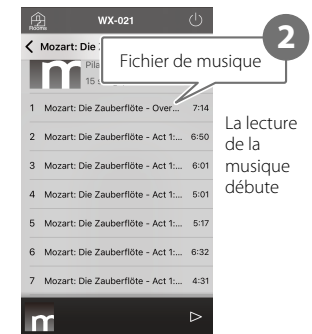 Rooms
WX-021
2
Mozart: Die
Fichier de musique
1 Mozart: Die Zauberflöte - Over... 7:14
2 Mozart: Die Zauberflöte - Act 1:... 6:50
3 Mozart: Die Zauberflöte - Act 1:... 6:01
4 Mozart: Die Zauberflöte - Act 1:... 5:01
5 Mozart: Die Zauberflöte - Act 1:... 5:17
6 Mozart: Die Zauberflöte - Act 1:... 6:32
7 Mozart: Die Zauberflöte - Act 1:... 4:31
La lecture
de la
musique
débute